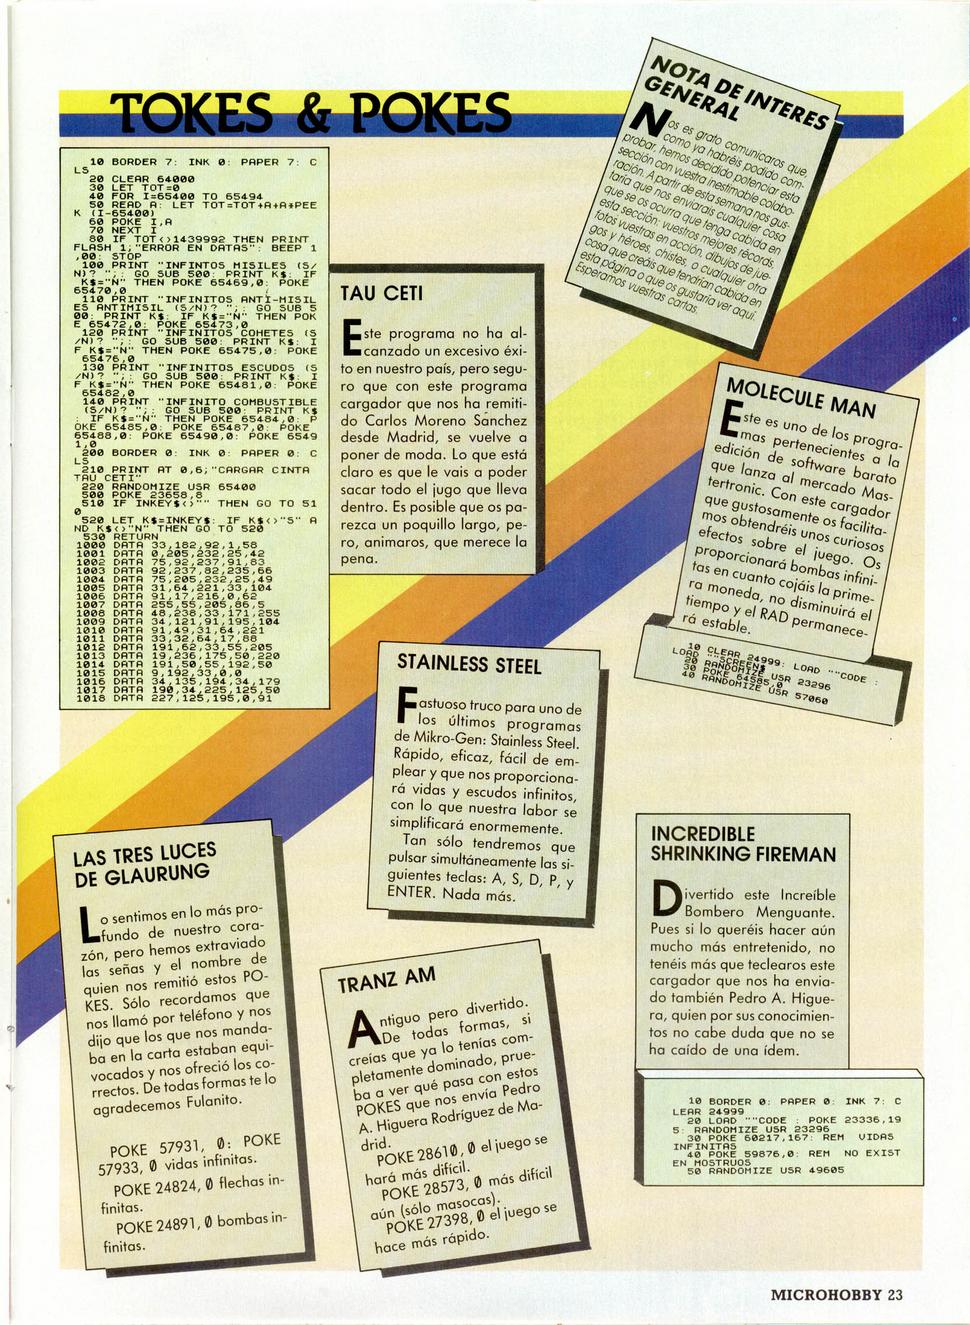 TOKES & POKES
10 BORDER 7: INK 0: PAPER 7: C
LS
20 CLEAR 64000
30 LET TOT=0
40 FOR I=65400 TO 65494
50 READ A: LET TOT=TOT+A+A*PEE
K (I-65400)
60 POKE I,A
70 NEXT I
80 IF TOT<>1439992 THEN PRINT
FLASH 1;"ERROR EN DATAS": BEEP 1
,00: STOP
100 PRINT "INFINITOS MISILES (S/
N)? ";: GO SUB 500: PRINT K$: IF
K$="N" THEN POKE 65469,0: POKE
65470,0
110 PRINT "INFINITOS ANTI-MISIL
ES ANTIMISIL (S/N)? ";: GO SUB 5
00: PRINT K$: IF K$="N" THEN POK
E 65472,0: POKE 65473,0
120 PRINT "INFINITOS COHETES (S
/N)? ";: GO SUB 500: PRINT K$: I
F K$="N" THEN POKE 65475,0: POKE
65476,0
130 PRINT "INFINITOS ESCUDOS (S
/N)? ";: GO SUB 500: PRINT K$: I
F K$="N" THEN POKE 65481,0: POKE
65482,0
140 PRINT "INFINITO COMBUSTIBLE
(S/N)? ";: GO SUB 500: PRINT K$
: IF K$="N" THEN POKE 65484,0: P
OKE 65485,0: POKE 65487,0: POKE
65488,0: POKE 65490,0: POKE 6549
1,0
200 BORDER 0: INK 0: PAPER 0: C
LS
210 PRINT AT 0,6;"CARGAR CINTA
TAU CETI"
220 RANDOMIZE USR 65400
500 POKE 23658,8
510 IF INKEY$<>"" THEN GO TO 51
0
520 LET K$=INKEY$: IF K$<>"S" A
ND K$<>"N" THEN GO TO 520
530 RETURN
1000 DATA 33,182,92,1,58
1001 DATA 0,205,232,25,42
1002 DATA 75,92,237,91,83
1003 DATA 92,237,82,235,66
1004 DATA 75,205,232,25,49
1005 DATA 31,64,221,33,104
1006 DATA 91,17,216,0,62
1007 DATA 255,55,205,86,5
1008 DATA 48,238,33,171,255
1009 DATA 34,121,91,195,104
1010 DATA 91,49,31,64,221
1011 DATA 33,32,64,17,88
1012 DATA 191,62,33,55,205
1013 DATA 19,236,175,50,220
1014 DATA 191,50,55,192,50
1015 DATA 9,192,33,0,0
1016 DATA 34,135,194,34,179
1017 DATA 190,34,225,125,50
1018 DATA 227,125,195,0,91
NOTA DE INTERES
GENERAL
Nos es grato comunicaros que,
como ya habréis podido com-
probar, hemos decidido potenciar esta
sección con vuestra inestimable colabo-
ración. A partir de esta semana nos gus-
taría que nos enviarais cualquier cosa
que se os ocurra que tenga cabida en
esta sección: vuestros mejores récords,
fotos vuestras en acción, dibujos de jue-
gos y héroes, chistes, o cualquier otra
cosa que creáis que tendrían cabida en
esta página o que os gustaría ver aquí.
Esperamos vuestras cartas.
TAU CETI
Este programa no ha al-
canzado un excesivo éxi-
to en nuestro país, pero segu-
ro que con este programa
cargador que nos ha remiti-
do Carlos Moreno Sánchez
desde Madrid, se vuelve a
poner de moda. Lo que está
claro es que le vais a poder
sacar todo el jugo que lleva
dentro. Es posible que os pa-
rezca un poquillo largo, pe-
ro, animaros, que merece la
pena.
MOLECULE MAN
Este es uno de los progra-
mas pertenecientes a la
edición de software barato
que lanza al mercado Mas-
tertronic. Con este cargador
que gustosamente os facilita-
mos obtendréis unos curiosos
efectos sobre el juego. Os
proporcionará bombas infini-
tas en cuanto cojáis la prime-
ra moneda, no disminuirá el
tiempo y el RAD permanece-
rá estable.
10 CLEAR 24999: LOAD ""CODE :
LOAD ""SCREEN$
20 RANDOMIZE USR 23296
30 POKE 64585,0
40 RANDOMIZE USR 57060
STAINLESS STEEL
Fastuoso truco para uno de
los últimos programas
de Mikro-Gen: Stainless Steel.
Rápido, eficaz, fácil de em-
plear y que nos proporciona-
rá vidas y escudos infinitos,
con lo que nuestra labor se
simplificará enormemente.
Tan sólo tendremos que
pulsar simultáneamente las si-
guientes teclas: A, S, D, P, y
ENTER. Nada más.
LAS TRES LUCES
DE GLAURUNG
Lo sentimos en lo más pro-
fundo de nuestro cora-
zón, pero hemos extraviado
las señas y el nombre de
quien nos remitió estos PO-
KES. Sólo recordamos que
nos llamó por teléfono y nos
dijo que los que nos manda-
ba en la carta estaban equi-
vocados y nos ofreció los co-
rrectos. De todas formas te lo
agradecemos Fulanito.
POKE 57931, 0: POKE
57933, 0 vidas infinitas.
POKE 24824, 0 flechas in-
finitas.
POKE 24891, 0 bombas in-
finitas.
TRANZ AM
Antiguo pero divertido.
De todas formas, si
creías que ya lo tenías com-
pletamente dominado, prue-
ba a ver qué pasa con estos
POKES que nos envía Pedro
A. Higuera Rodríguez de Ma-
drid.
POKE 28610, 0 el juego se
hará más difícil.
POKE 28573, 0 más difícil
aún (sólo masocas).
POKE 27398, 0 el juego se
hace más rápido.
INCREDIBLE
SHRINKING FIREMAN
Divertido este Increíble
Bombero Menguante.
Pues si lo queréis hacer aún
mucho más entretenido, no
tenéis más que teclearos este
cargador que nos ha envia-
do también Pedro A. Higue-
ra, quien por sus conocimien-
tos no cabe duda que no se
ha caído de una ídem.
10 BORDER 0: PAPER 0: INK 7: C
LEAR 24999
20 LOAD ""CODE : POKE 23336,19
5: RANDOMIZE USR 23296
30 POKE 60217,167: REM VIDAS
INFINITAS
40 POKE 59876,0: REM NO EXIST
EN MOSTRUOS
50 RANDOMIZE USR 49605
MICROHOBBY 23